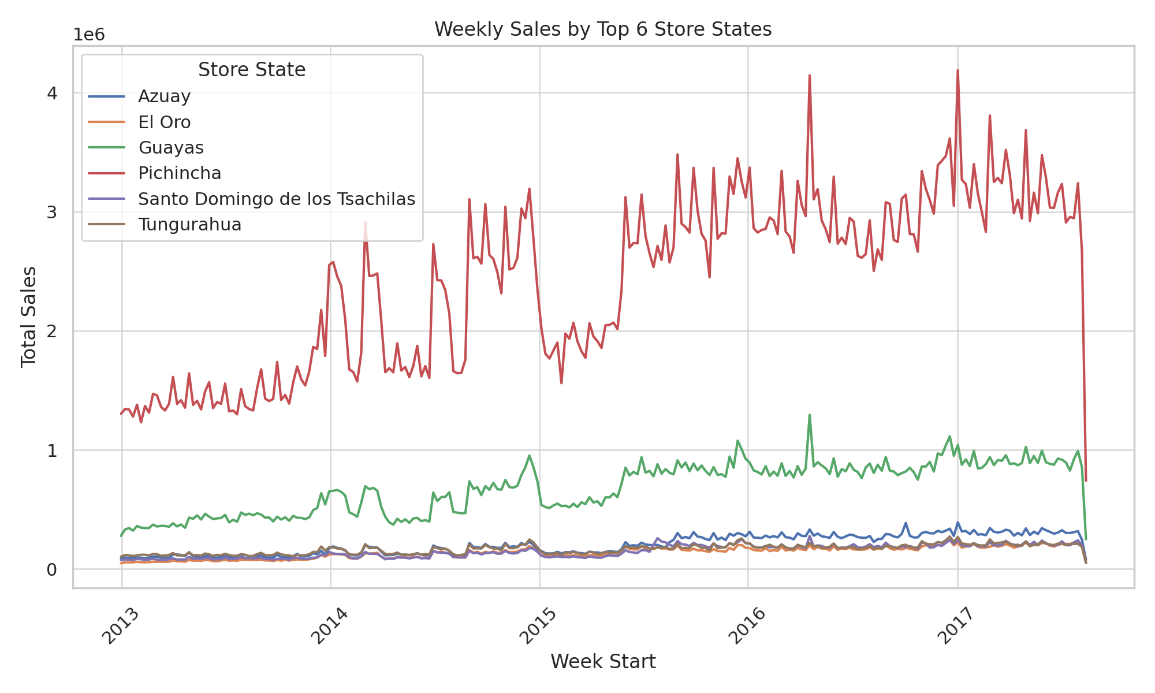 Weekly Sales by Top 6 Store States
1e6
Store State
Azuay
El Oro
Guayas
Pichincha
Santo Domingo de los Tsachilas
Tungurahua
4
3
2
1
0
Total Sales
2013
2014
2015
2016
2017
Week Start